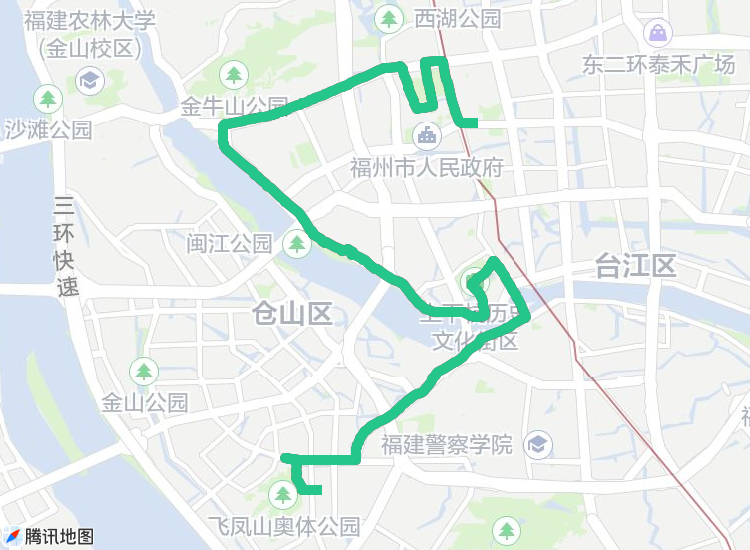 福建农林大学
(金山校区)
西湖公园
东二环泰禾广场
金牛山公园
沙滩公园
福州市人民政府
三环快速
闽江公园
台江区
仓山区
上下杭历史
文化街区
金山公园
福建警察学院
飞凤山奥体公园
腾讯地图